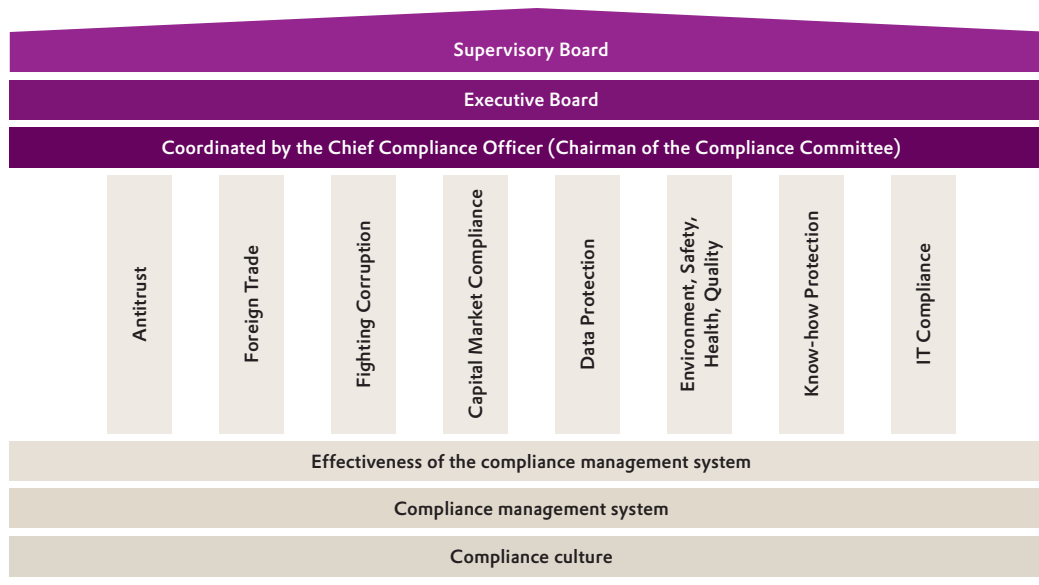 Supervisory Board
Executive Board
Coordinated by the Chief Compliance Officer (Chairman of the Compliance Committee)
Antitrust
Foreign Trade
Fighting Corruption
Capital Market Compliance
Data Protection
Environment, Safety,
Health, Quality
Know-how Protection
IT Compliance
Effectiveness of the compliance management system
Compliance management system
Compliance culture